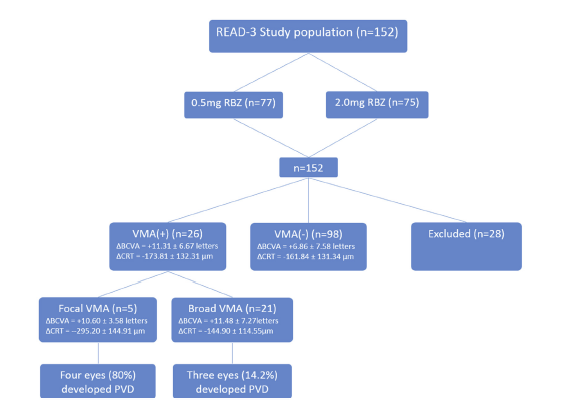 READ-3 Study population (n=152)
0.5mg RBZ (n=77)
2.0mg RBZ (n=75)
n=152
VMA(+) (n=26)
ΔBCVA = +11.31 ± 6.67 letters
ΔCRT = -173.81 ± 132.31 μm
VMA(-) (n=98)
ΔBCVA = +6.86 ± 7.58 letters
ΔCRT = -161.84 ± 131.34 μm
Excluded (n=28)
Focal VMA (n=5)
ΔBCVA = +10.60 ± 3.58 letters
ΔCRT = --295.20 ± 144.91 μm
Broad VMA (n=21)
ΔBCVA = +11.48 ± 7.27letters
ΔCRT = -144.90 ± 114.55μm
Four eyes (80%)
developed PVD
Three eyes (14.2%)
developed PVD